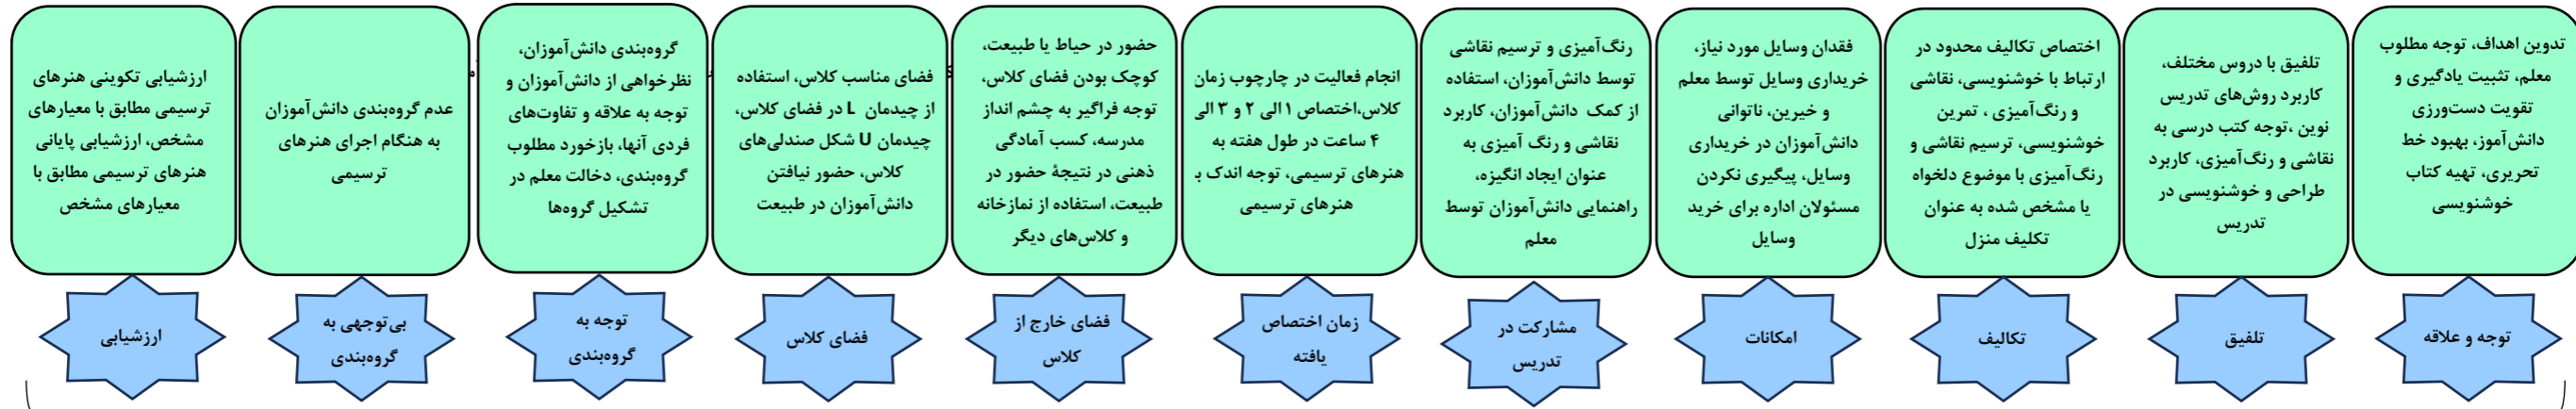 تدوین اهداف، توجه مطلوب
معلم، تثبیت یادگیری و
تقویت دست‌ورزی
دانش‌آموز، بهبود خط
تحریری، تهیه کتاب
خوشنویسی
توجه و علاقه
تلفیق با دروس مختلف،
کاربرد روش‌های تدریس
نوین ،توجه کتب درسی به
نقاشی و رنگ‌آمیزی، کاربرد
طراحی و خوشنویسی در
تدریس
تلفیق
اختصاص تکالیف محدود در
ارتباط با خوشنویسی، نقاشی
و رنگ‌آمیزی ، تمرین
خوشنویسی، ترسیم نقاشی و
رنگ‌آمیزی با موضوع دلخواه
یا مشخص شده به عنوان
تکلیف منزل
تکالیف
فقدان وسایل مورد نیاز،
خریداری وسایل توسط معلم
و خیرین، ناتوانی
دانش‌آموزان در خریداری
وسایل، پیگیری نکردن
مسئولان اداره برای خرید
وسایل
امکانات
رنگ‌آمیزی و ترسیم نقاشی
توسط دانش‌آموزان، استفاده
از کمک دانش‌آموزان، کاربرد
نقاشی و رنگ آمیزی به
عنوان ایجاد انگیزه،
راهنمایی دانش‌آموزان توسط
معلم
مشارکت در
تدریس
انجام فعالیت در چارچوب زمان
کلاس،اختصاص ۱ الی ۲ و ۳ الی
۴ ساعت در طول هفته به
هنرهای ترسیمی، توجه اندک ب
هنرهای ترسیمی
زمان اختصاص
یافته
حضور در حیاط یا طبیعت،
کوچک بودن فضای کلاس،
توجه فراگیر به چشم انداز
مدرسه، کسب آمادگی
ذهنی در نتیجۀ حضور در
طبیعت، استفاده از نمازخانه
و کلاس‌های دیگر
فضای خارج از
کلاس
فضای مناسب کلاس، استفاده
از چیدمان L در فضای کلاس،
چیدمان U شکل صندلی‌های
کلاس، حضور نیافتن
دانش‌آموزان در طبیعت
فضای کلاس
گروه‌بندی دانش‌آموزان،
نظرخواهی از دانش‌آموزان و
توجه به علاقه و تفاوت‌های
فردی آنها، بازخورد مطلوب
گروه‌بندی، دخالت معلم در
تشکیل گروه‌ها
توجه به
گروه‌بندی
عدم گروه‌بندی دانش‌آموزان
به هنگام اجرای هنرهای
ترسیمی
بی‌توجهی به
گروه‌بندی
ارزشیابی تکوینی هنرهای
ترسیمی مطابق با معیارهای
مشخص، ارزشیابی پایانی
هنرهای ترسیمی مطابق با
معیارهای مشخص
ارزشیابی